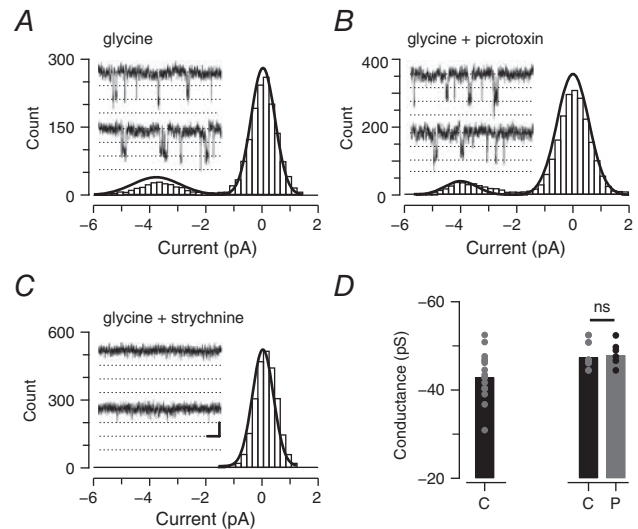 A
glycine
300
150
0
Count
−6
−4
−2
0
2
Current (pA)
B
glycine + picrotoxin
400
200
0
Count
−6
−4
−2
0
2
Current (pA)
C
glycine + strychnine
600
300
0
Count
−6
−4
−2
0
2
Current (pA)
D
−60
−40
−20
Conductance (pS)
ns
C
C P